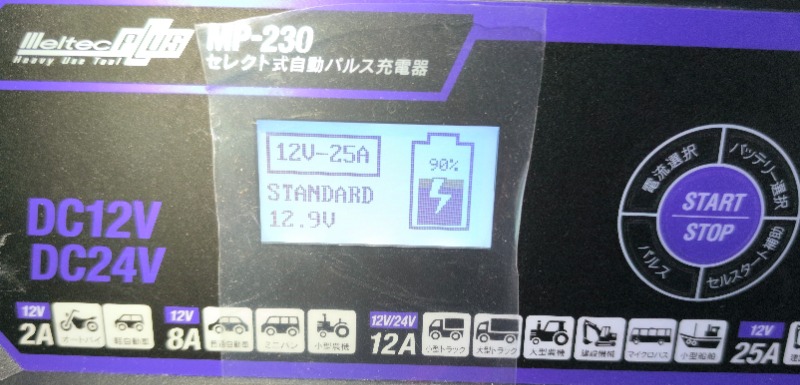 Meltec PLUS
Heavy Use Tool
MP-230
セレクト式自動パルス充電器
12V-25A
90%
STANDARD
12.9V
DC12V
DC24V
電流選択
バッテリー選択
START
STOP
パルス
セルスタート補助
12V
2A
オートバイ
軽自動車
12V
8A
普通自動車
ミニバン
小型農機
12V/24V
12A
小型トラック
大型トラック
大型農機
建設機械
マイクロバス
小型船舶
12V
25A